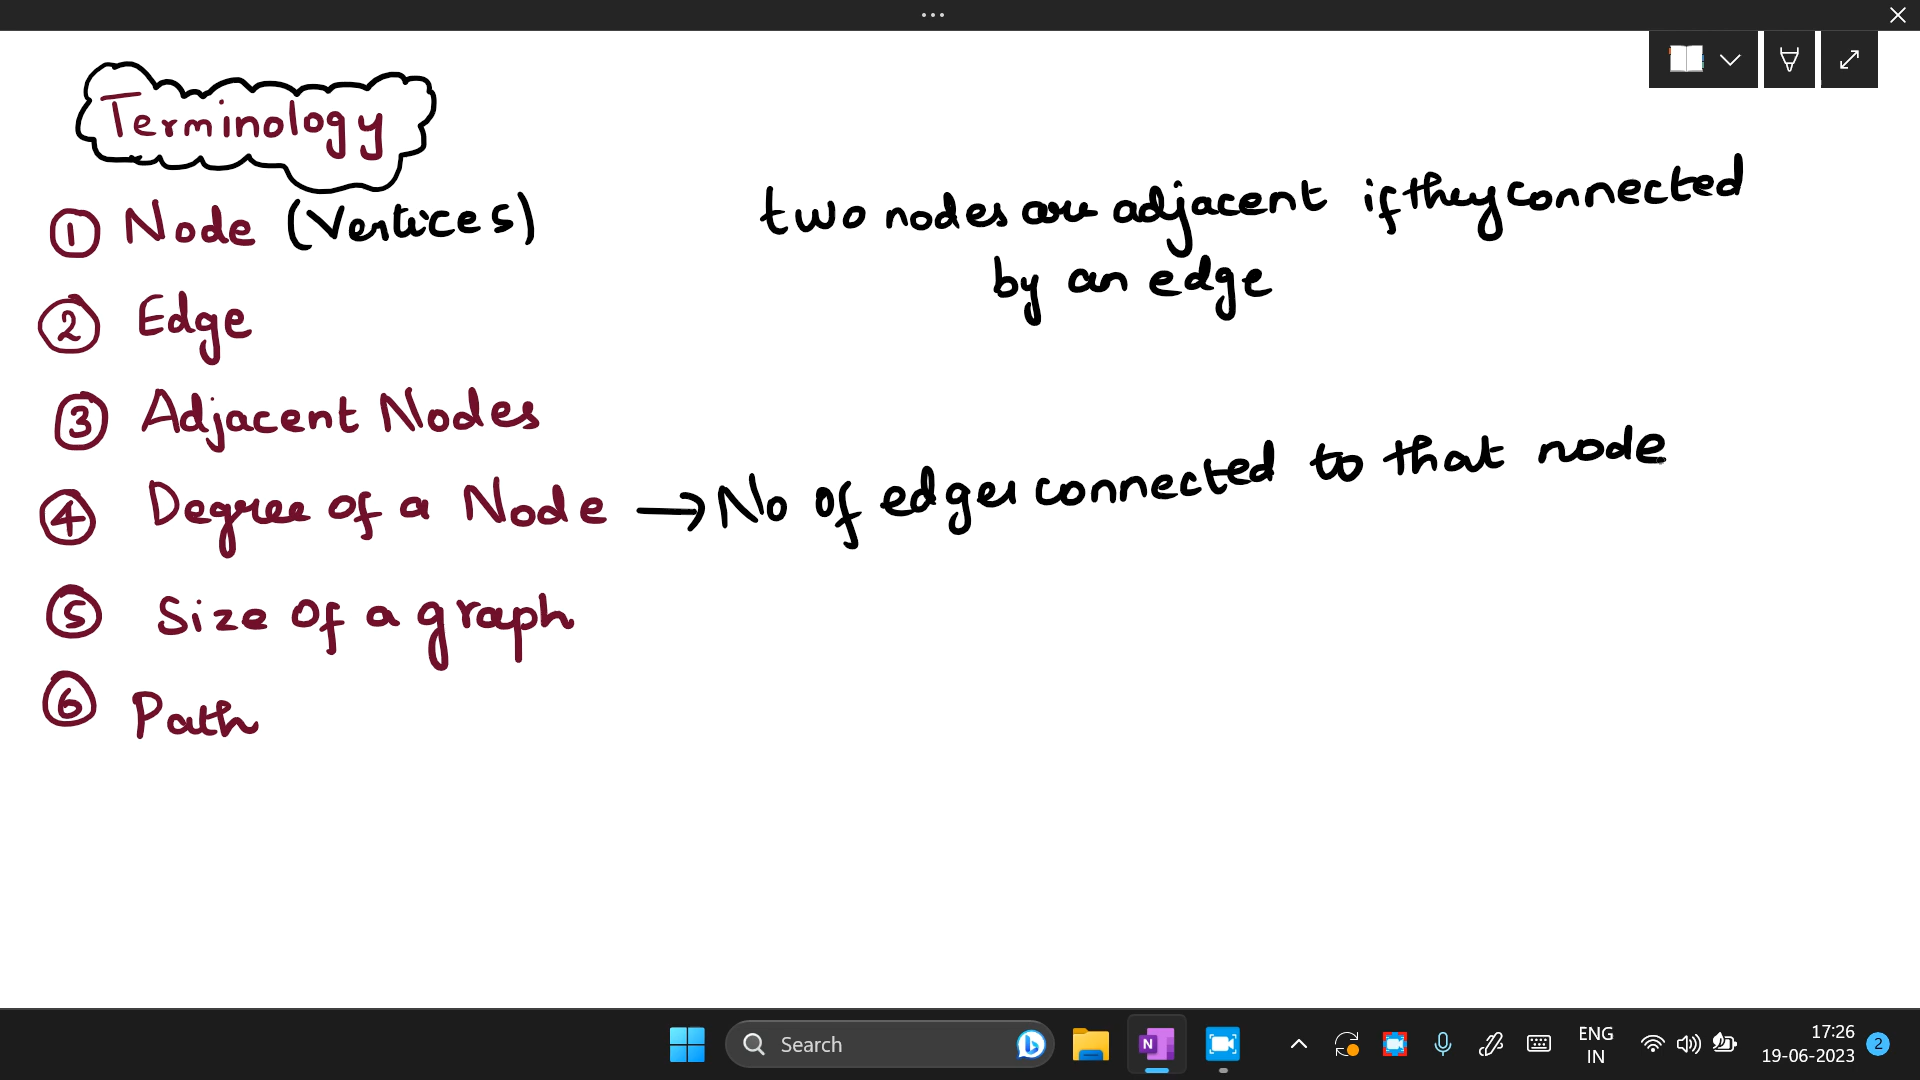 Terminology
① Node (Vertices)
two nodes are adjacent if they connected
by an edge
② Edge
③ Adjacent Nodes
④ Degree of a Node → No of edges connected to that node
⑤ Size of a graph
⑥ Path
Search
ENG
IN
17:26
19-06-2023
2